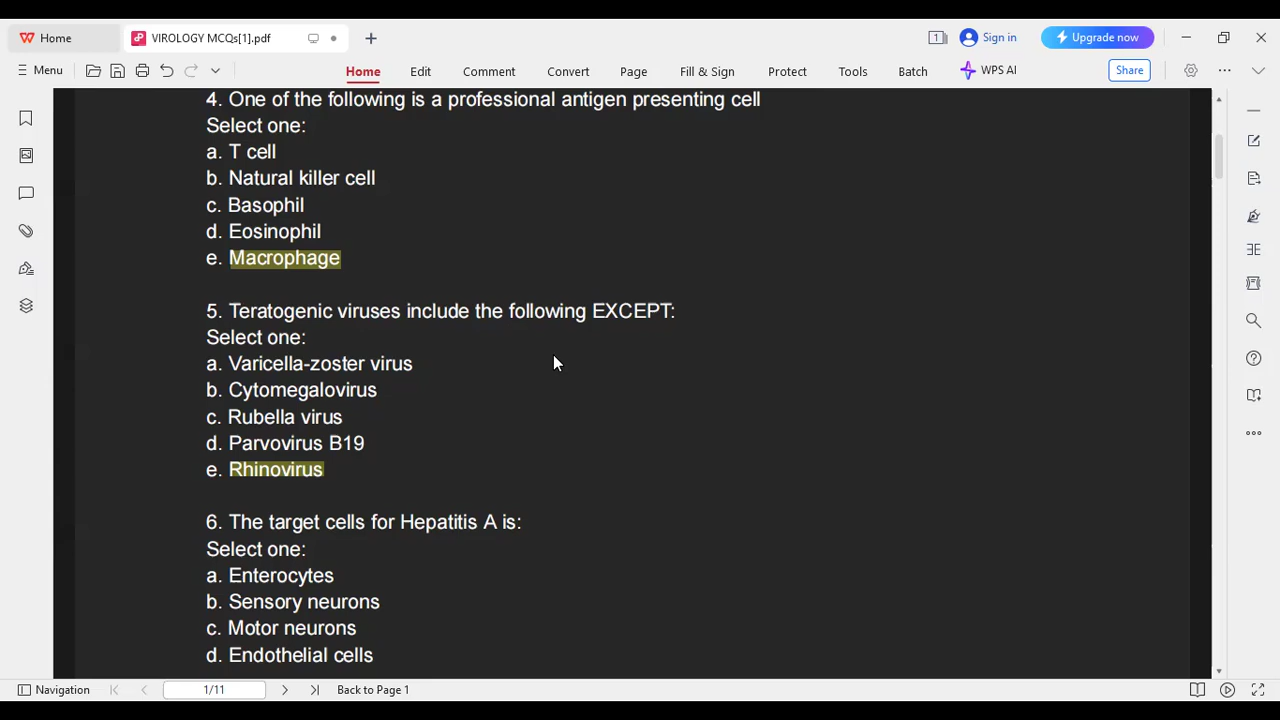 Home
VIROLOGY MCQs[1].pdf
Sign in
Upgrade now
Menu
Home
Edit
Comment
Convert
Page
Fill & Sign
Protect
Tools
Batch
WPS AI
Share
4. One of the following is a professional antigen presenting cell
Select one:
a. T cell
b. Natural killer cell
c. Basophil
d. Eosinophil
e. Macrophage
5. Teratogenic viruses include the following EXCEPT:
Select one:
a. Varicella-zoster virus
b. Cytomegalovirus
c. Rubella virus
d. Parvovirus B19
e. Rhinovirus
6. The target cells for Hepatitis A is:
Select one:
a. Enterocytes
b. Sensory neurons
c. Motor neurons
d. Endothelial cells
Navigation
1/11
Back to Page 1